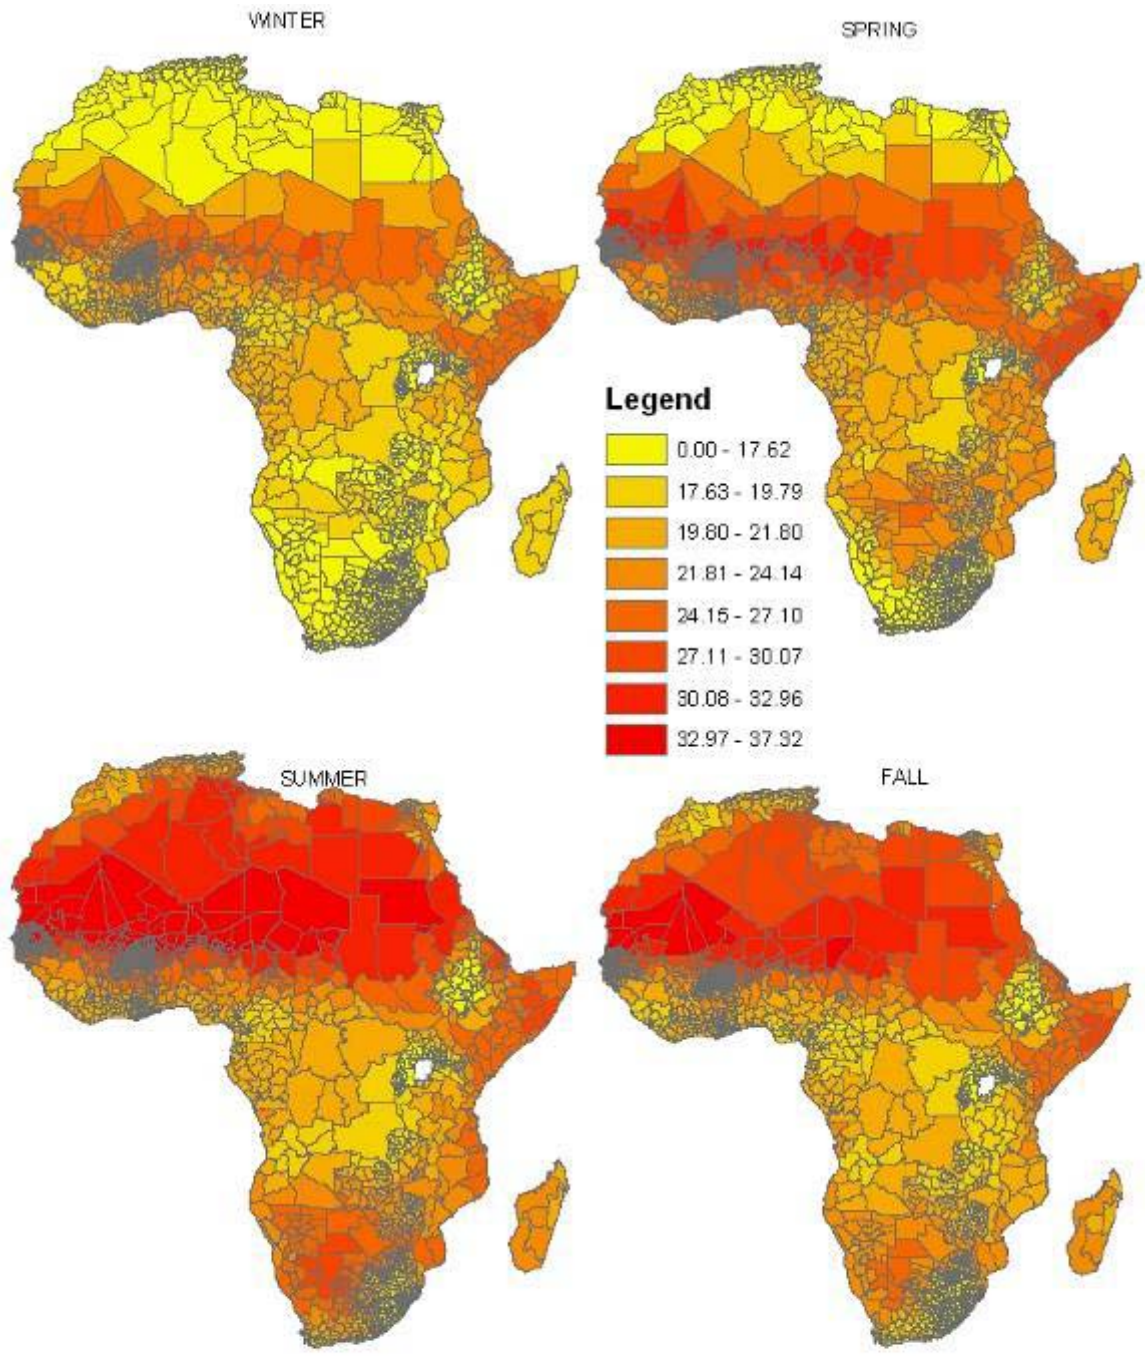 WINTER
SPRING
Legend
0.00 - 17.62
17.63 - 19.79
19.80 - 21.80
21.81 - 24.14
24.15 - 27.10
27.11 - 30.07
30.08 - 32.96
32.97 - 37.32
SUMMER
FALL